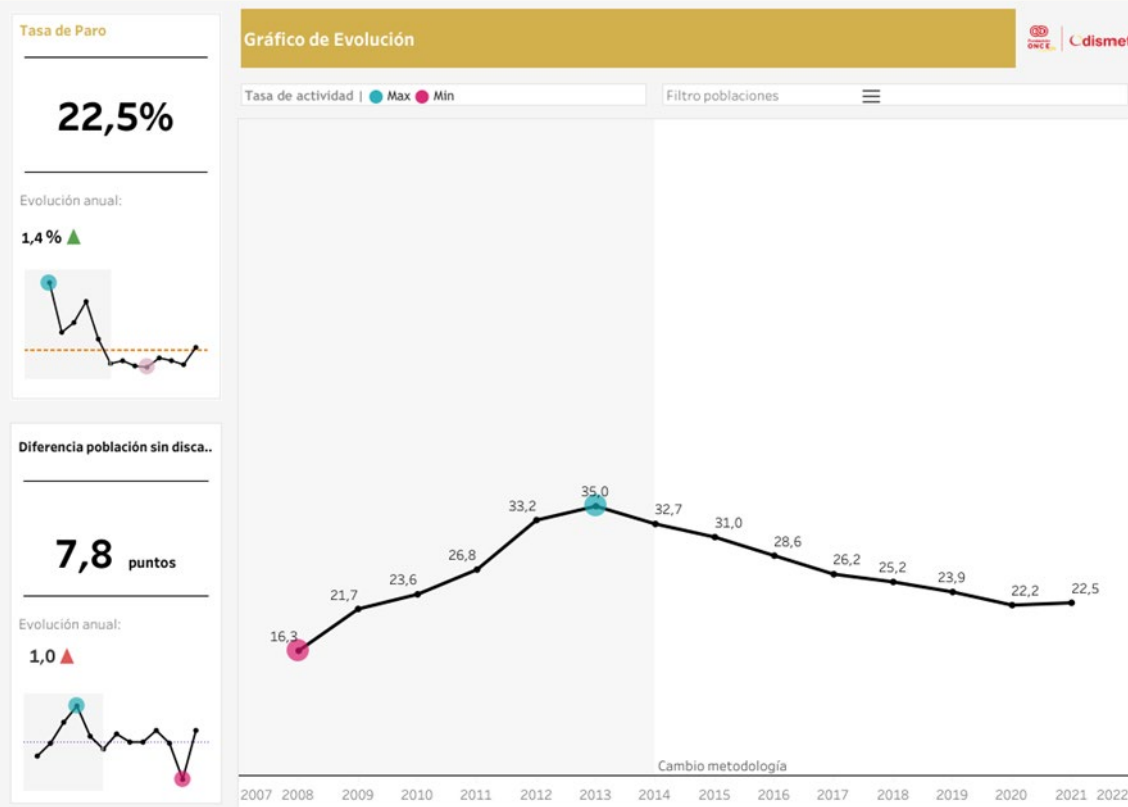 Tasa de Paro
22,5%
Evolución anual:
1,4%
Diferencia población sin disca..
7,8 puntos
Evolución anual:
1,0
Gráfico de Evolución
Fundación
ONCE
Odismet
Tasa de actividad | Max Min
Filtro poblaciones
16,3
21,7
23,6
26,8
33,2
35,0
32,7
31,0
28,6
26,2
25,2
23,9
22,2
22,5
Cambio metodología
2007 2008 2009 2010 2011 2012 2013 2014 2015 2016 2017 2018 2019 2020 2021 2022